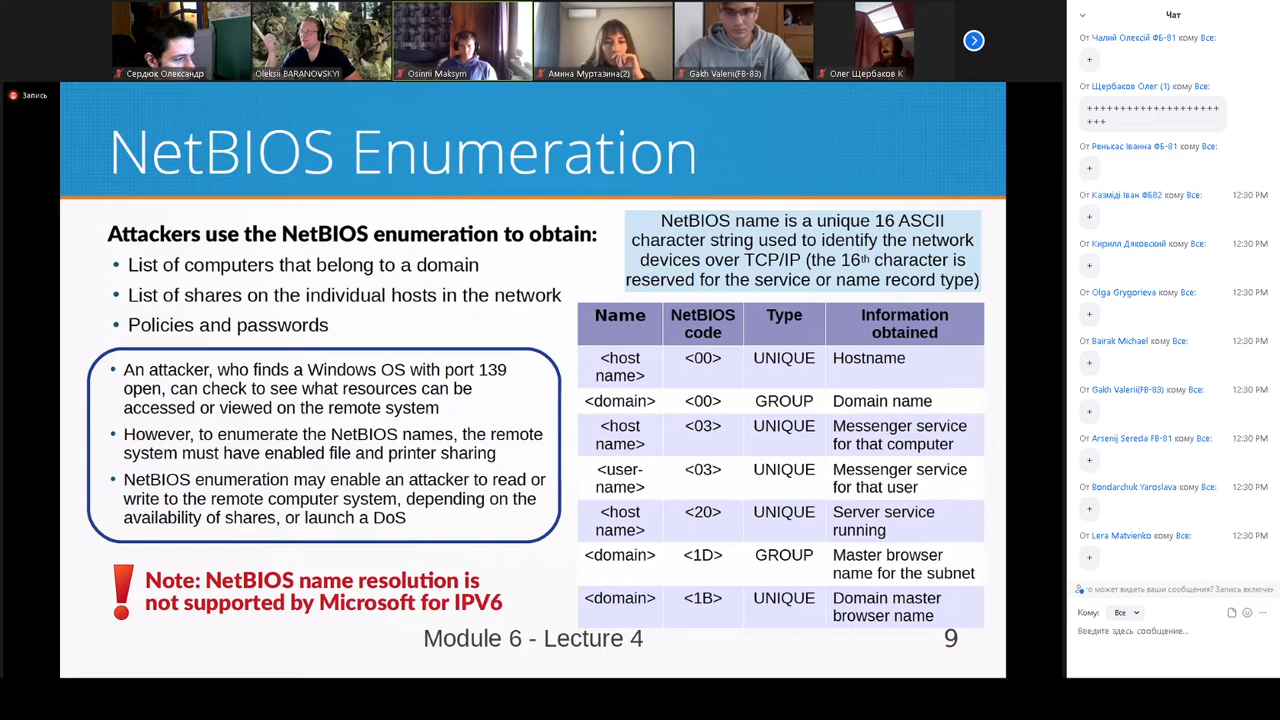 Сердюк Олександр
Oleksii BARANOVSKYI
Osinnii Maksym
Амина Муртазина(2)
Gakh Valerii(FB-83)
Олег Щербаков К
Запись
NetBIOS Enumeration
Attackers use the NetBIOS enumeration to obtain:
• List of computers that belong to a domain
• List of shares on the individual hosts in the network
• Policies and passwords
NetBIOS name is a unique 16 ASCII
character string used to identify the network
devices over TCP/IP (the 16th character is
reserved for the service or name record type)
• An attacker, who finds a Windows OS with port 139
open, can check to see what resources can be
accessed or viewed on the remote system
• However, to enumerate the NetBIOS names, the remote
system must have enabled file and printer sharing
• NetBIOS enumeration may enable an attacker to read or
write to the remote computer system, depending on the
availability of shares, or launch a DoS
Note: NetBIOS name resolution is
not supported by Microsoft for IPV6
Name NetBIOS code Type Information obtained
<host name> <00> UNIQUE Hostname
<domain> <00> GROUP Domain name
<host name> <03> UNIQUE Messenger service for that computer
<user-name> <03> UNIQUE Messenger service for that user
<host name> <20> UNIQUE Server service running
<domain> <1D> GROUP Master browser name for the subnet
<domain> <1B> UNIQUE Domain master browser name
Module 6 - Lecture 4
9
Чат
От Чалий Олексій ФБ-81 кому Все:
+
От Щербаков Олег (1) кому Все:
++++++++++++++++++++
+++
От Ренькас Іванна ФБ-81 кому Все:
+
От Казміді Іван ФБ82 кому Все: 12:30 PM
+
От Кирилл Дяковский кому Все: 12:30 PM
+
От Olga Grygorieva кому Все: 12:30 PM
+
От Bairak Michael кому Все: 12:30 PM
+
От Gakh Valerii(FB-83) кому Все: 12:30 PM
+
От Arsenij Sereda FB-81 кому Все: 12:30 PM
+
От Bondarchuk Yaroslava кому Все: 12:30 PM
+
От Lera Matvienko кому Все: 12:30 PM
+
о может видеть ваши сообщения? Запись включе
Кому: Все
Введите здесь сообщение...